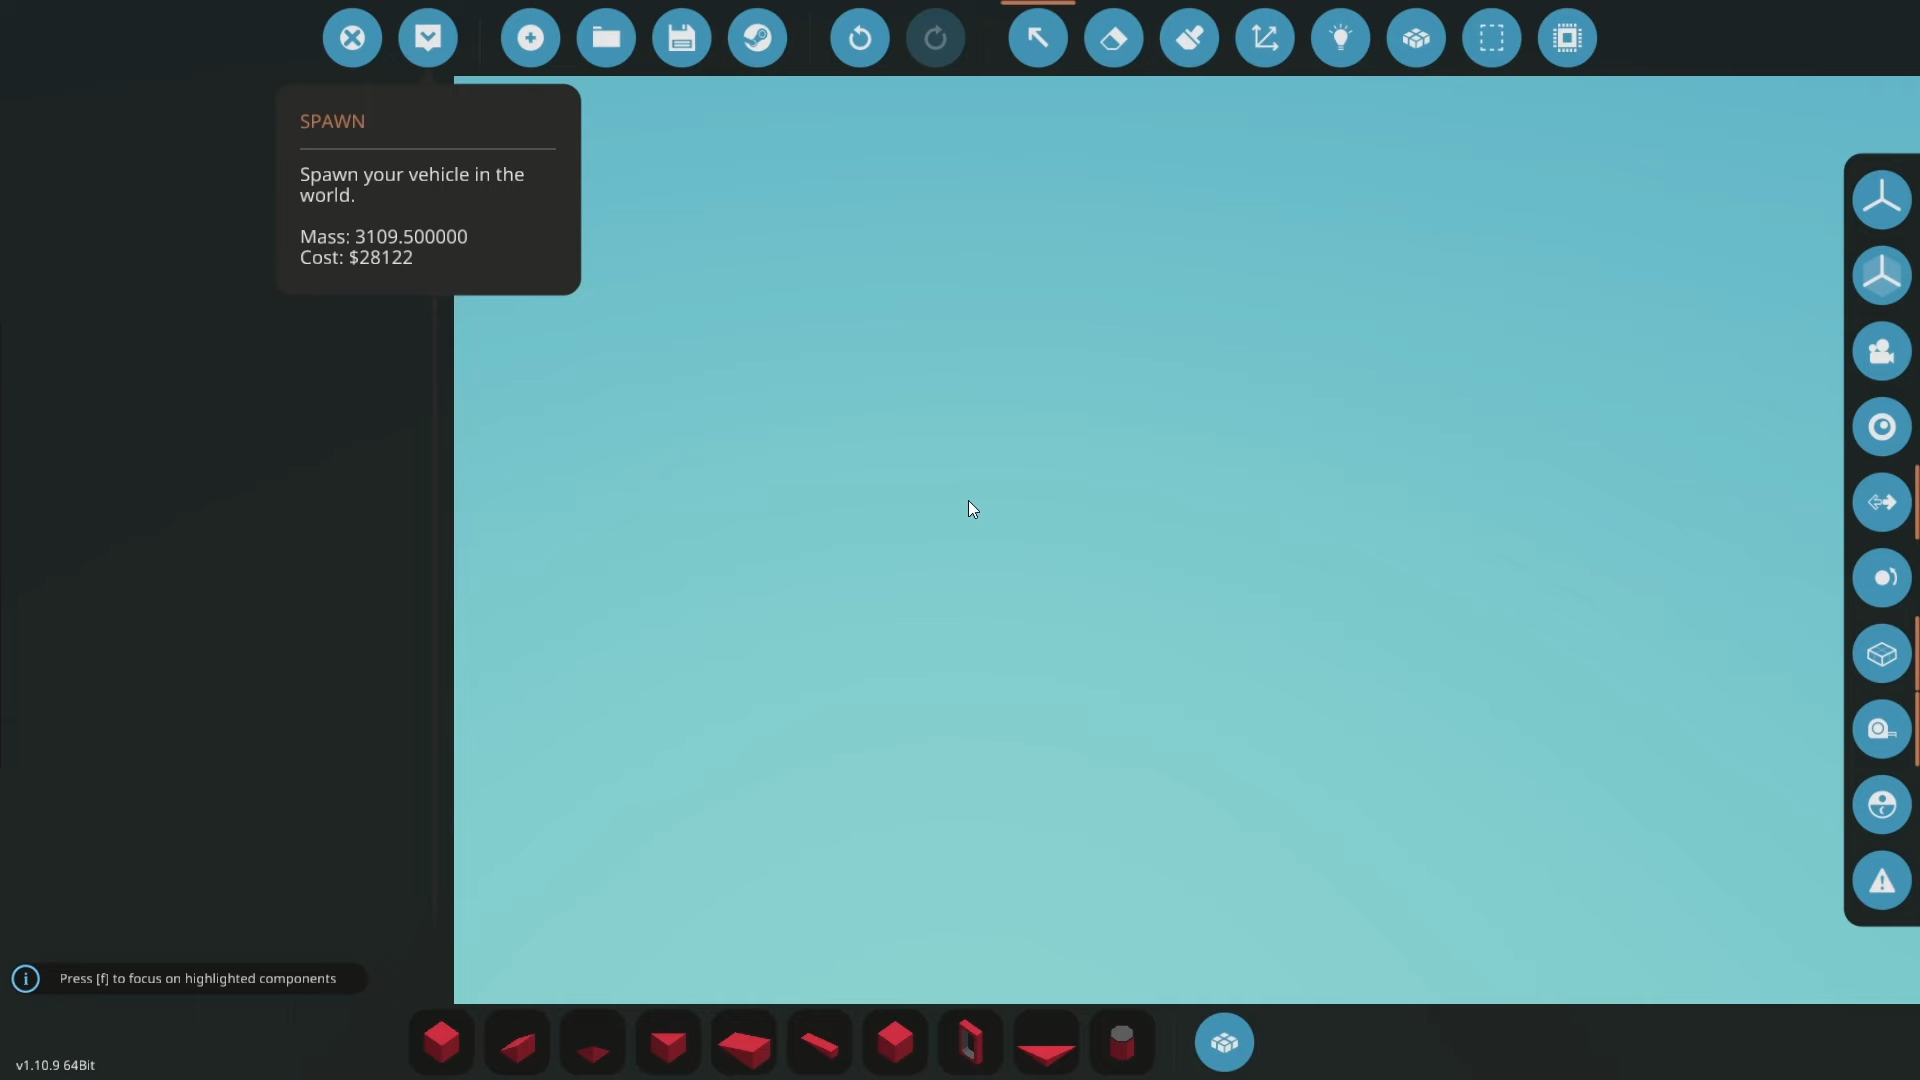 SPAWN
Spawn your vehicle in the
world.
Mass: 3109.500000
Cost: $28122
Press [f] to focus on highlighted components
v1.10.9 64Bit